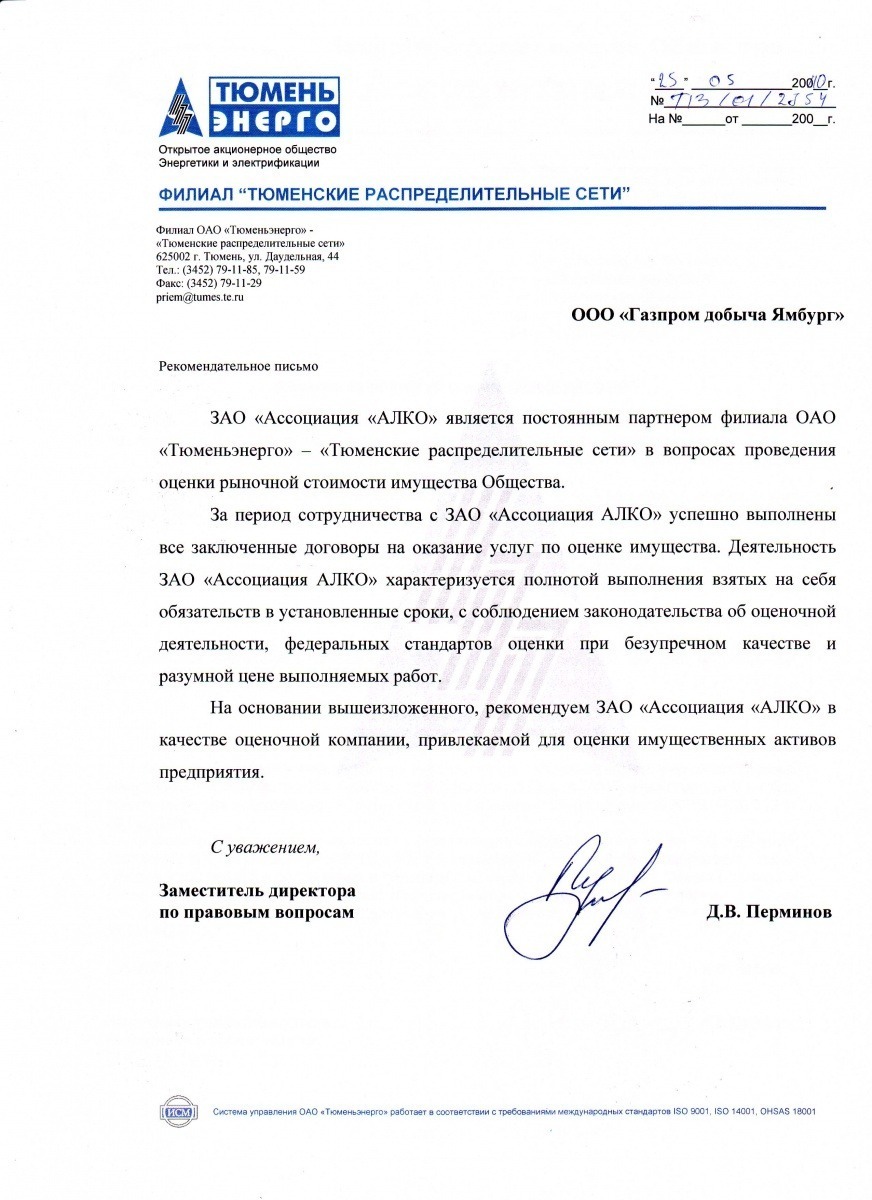 ТЮМЕНЬ
ЭНЕРГО
Открытое акционерное общество
Энергетики и электрификации
"25" 05 2010г.
№ Т13/01/2854
На №______от _______200__г.
ФИЛИАЛ “ТЮМЕНСКИЕ РАСПРЕДЕЛИТЕЛЬНЫЕ СЕТИ”
Филиал ОАО «Тюменьэнерго» -
«Тюменские распределительные сети»
625002 г. Тюмень, ул. Даудельная, 44
Тел.: (3452) 79-11-85, 79-11-59
Факс: (3452) 79-11-29
priem@tumes.te.ru
ООО «Газпром добыча Ямбург»
Рекомендательное письмо
ЗАО «Ассоциация «АЛКО» является постоянным партнером филиала ОАО
«Тюменьэнерго» – «Тюменские распределительные сети» в вопросах проведения
оценки рыночной стоимости имущества Общества.
За период сотрудничества с ЗАО «Ассоциация АЛКО» успешно выполнены
все заключенные договоры на оказание услуг по оценке имущества. Деятельность
ЗАО «Ассоциация АЛКО» характеризуется полнотой выполнения взятых на себя
обязательств в установленные сроки, с соблюдением законодательства об оценочной
деятельности, федеральных стандартов оценки при безупречном качестве и
разумной цене выполняемых работ.
На основании вышеизложенного, рекомендуем ЗАО «Ассоциация «АЛКО» в
качестве оценочной компании, привлекаемой для оценки имущественных активов
предприятия.
С уважением,
Заместитель директора
по правовым вопросам
Д.В. Перминов
ИСМ
Система управления ОАО «Тюменьэнерго» работает в соответствии с требованиями международных стандартов ISO 9001, ISO 14001, OHSAS 18001